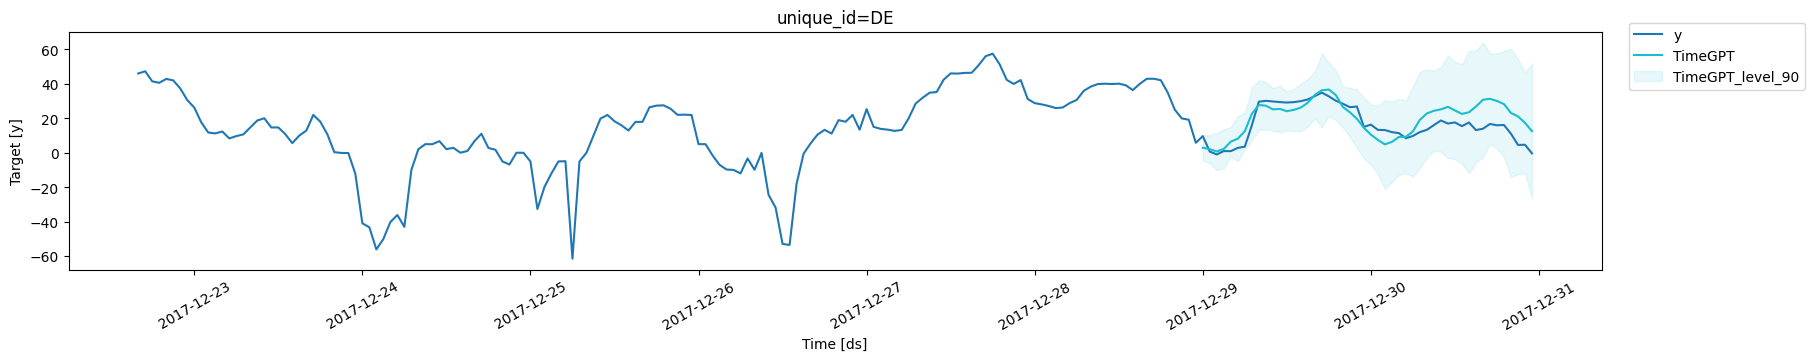 unique_id=DE
y
TimeGPT
TimeGPT_level_90
Target [y]
60
40
20
0
−20
−40
−60
2017-12-23
2017-12-24
2017-12-25
2017-12-26
2017-12-27
2017-12-28
2017-12-29
2017-12-30
2017-12-31
Time [ds]